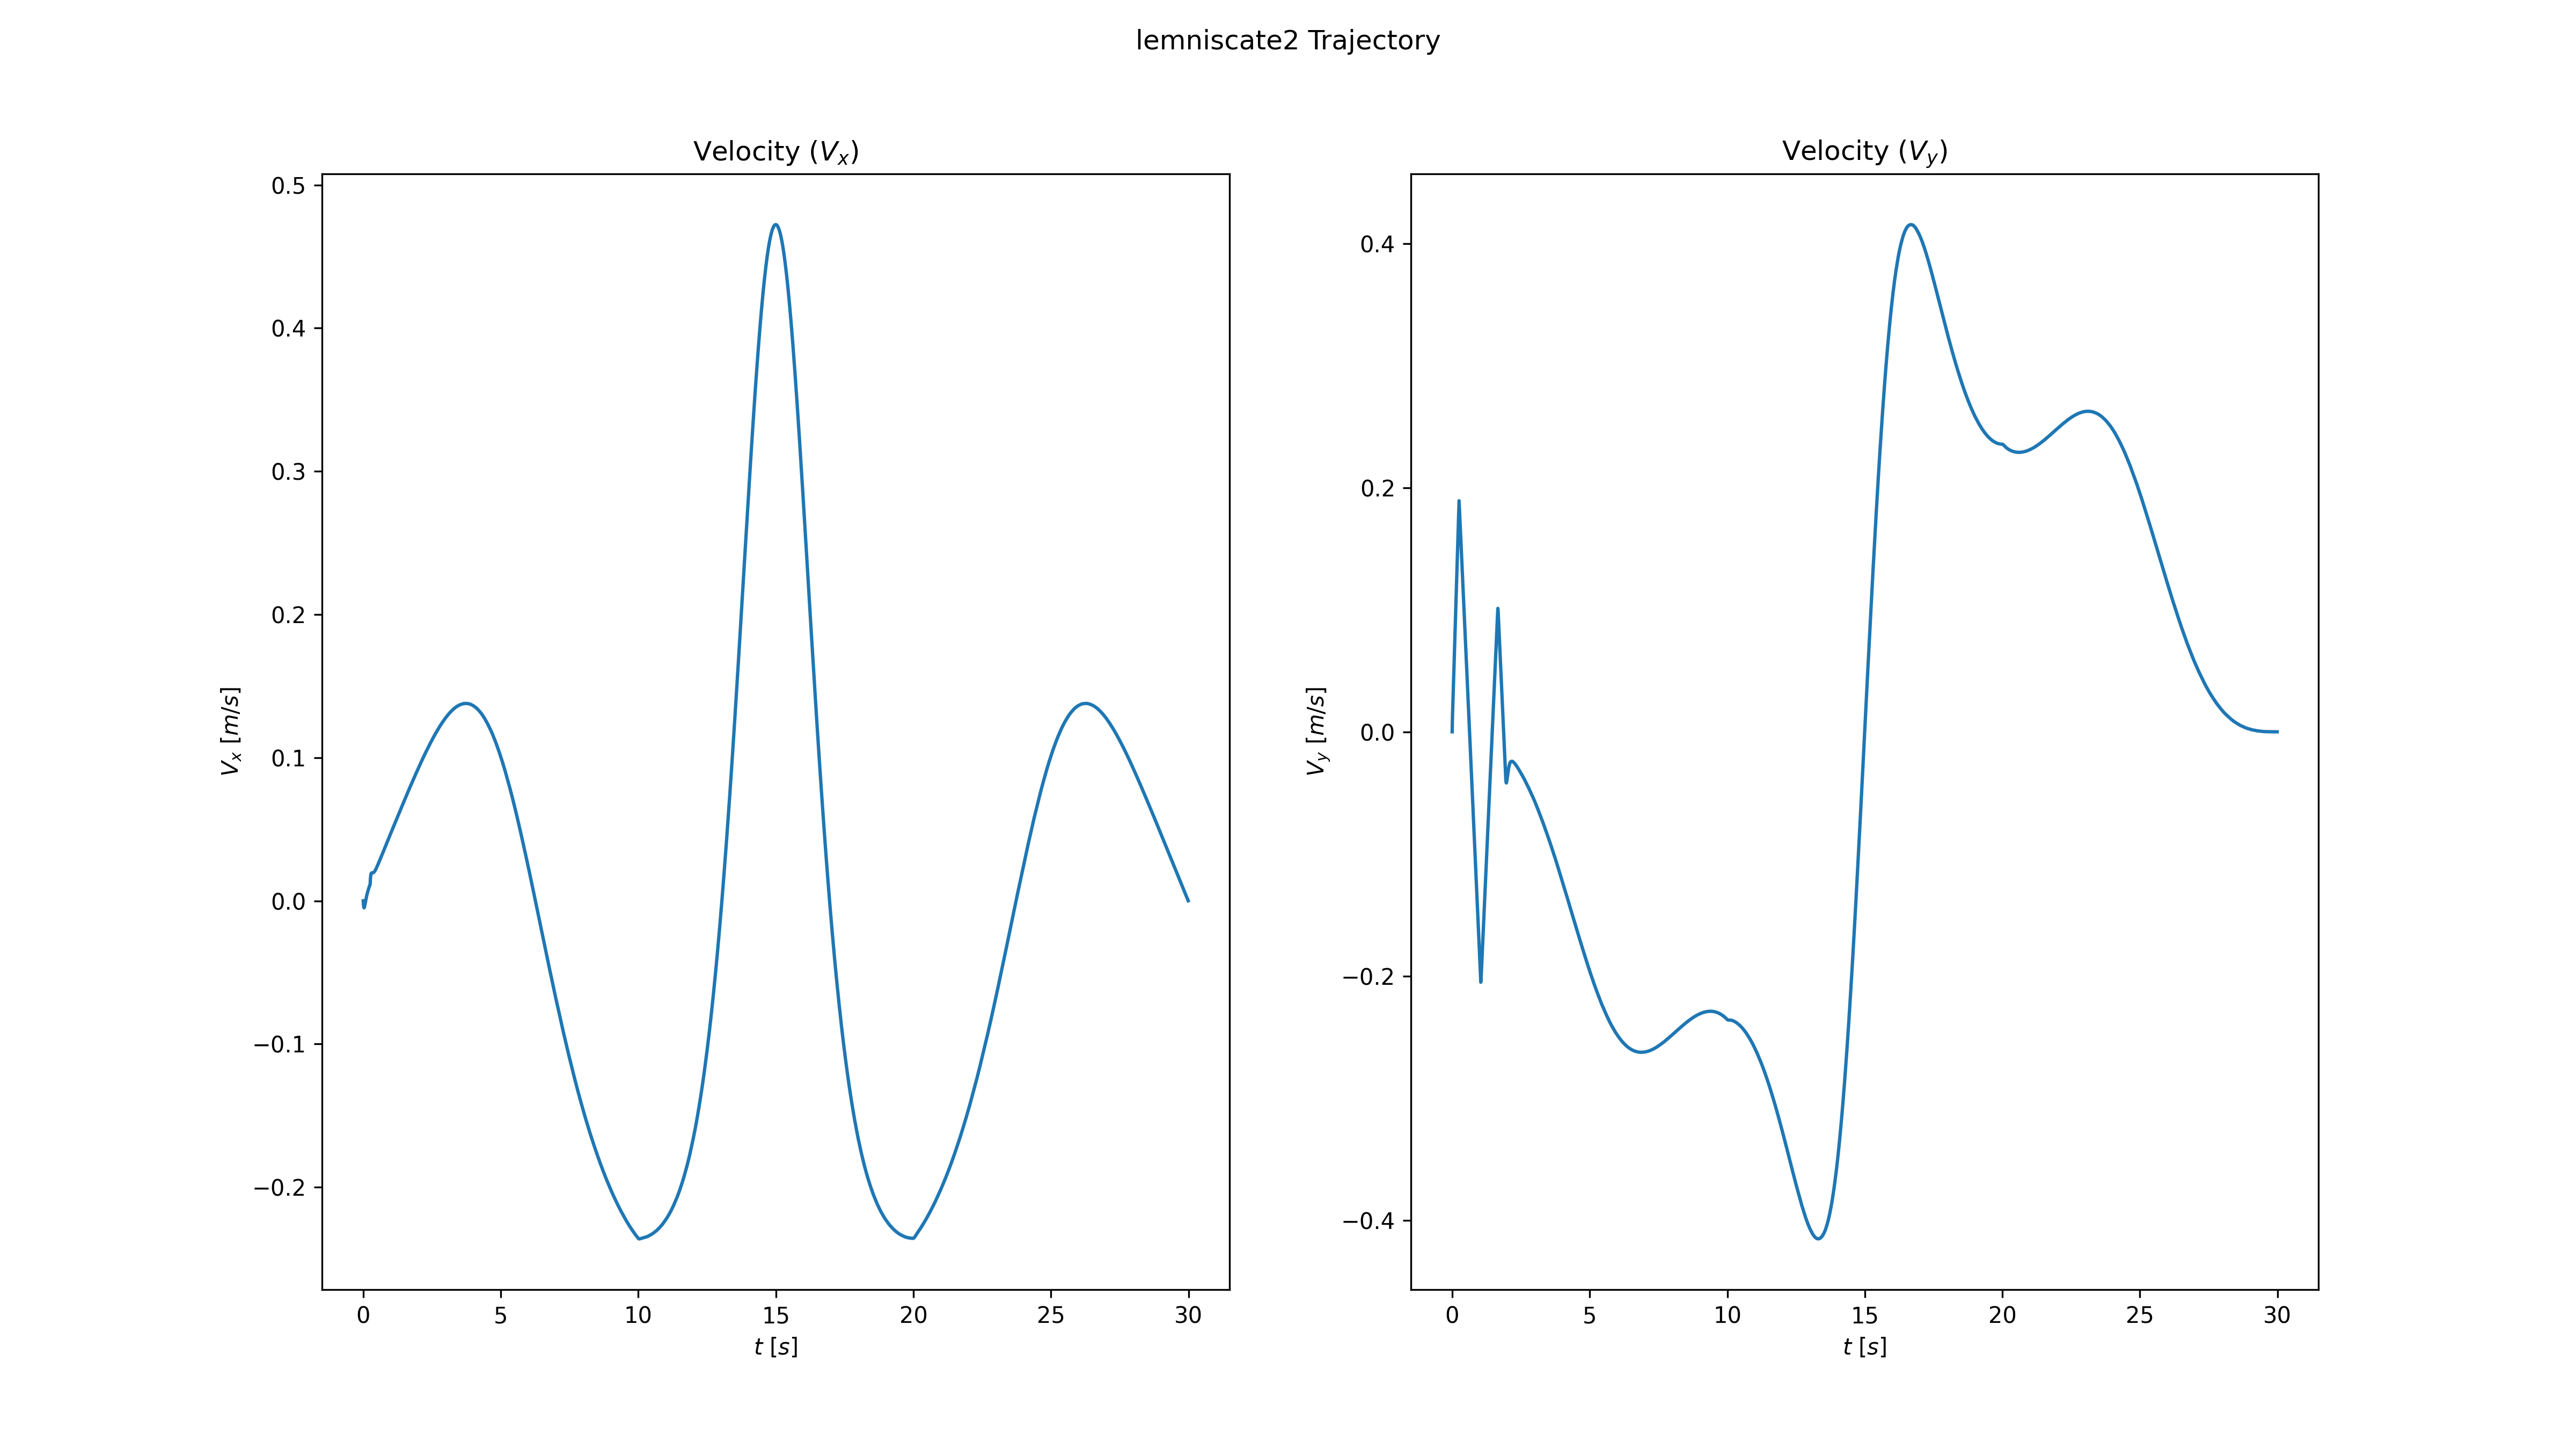 lemniscate2 Trajectory
Velocity (Vx)
0.5
0.4
0.3
0.2
0.1
0.0
−0.1
−0.2
Vx [m/s]
0 5 10 15 20 25 30
t [s]
Velocity (Vy)
0.4
0.2
0.0
−0.2
−0.4
Vy [m/s]
0 5 10 15 20 25 30
t [s]